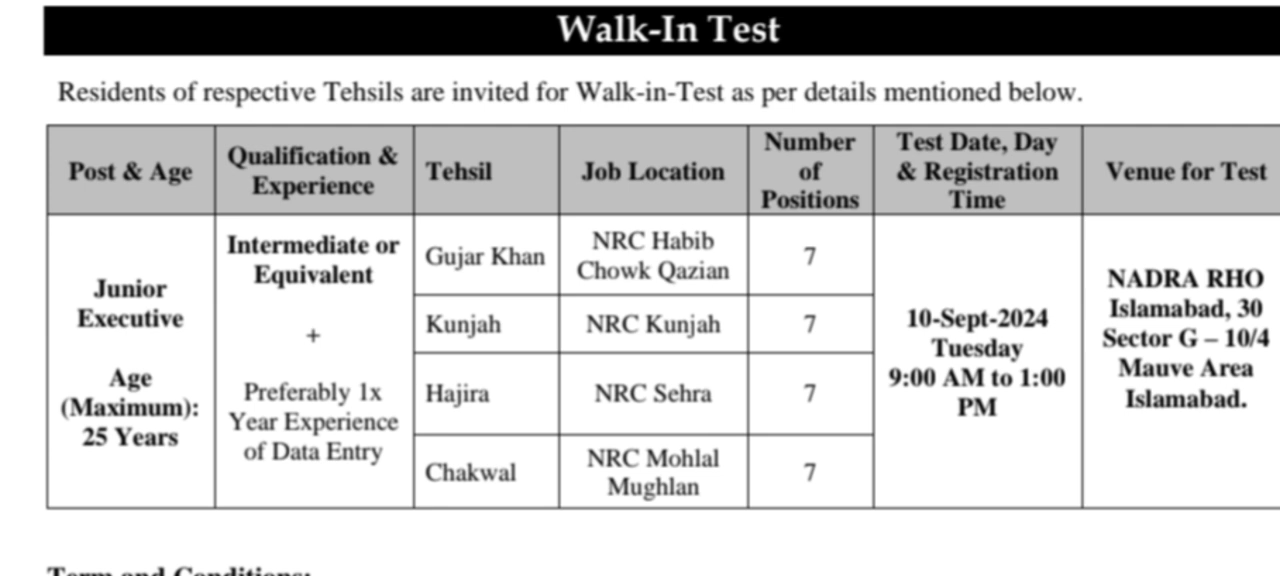 Walk-In Test
Residents of respective Tehsils are invited for Walk-in-Test as per details mentioned below.
Post & Age
Qualification &
Experience
Tehsil
Job Location
Number
of
Positions
Test Date, Day
& Registration
Time
Venue for Test
Junior
Executive
Age
(Maximum):
25 Years
Intermediate or
Equivalent
+
Preferably 1x
Year Experience
of Data Entry
Gujar Khan
NRC Habib
Chowk Qazian
7
Kunjah
NRC Kunjah
7
Hajira
NRC Sehra
7
Chakwal
NRC Mohlal
Mughlan
7
10-Sept-2024
Tuesday
9:00 AM to 1:00
PM
NADRA RHO
Islamabad, 30
Sector G – 10/4
Mauve Area
Islamabad.
Term and Conditions: